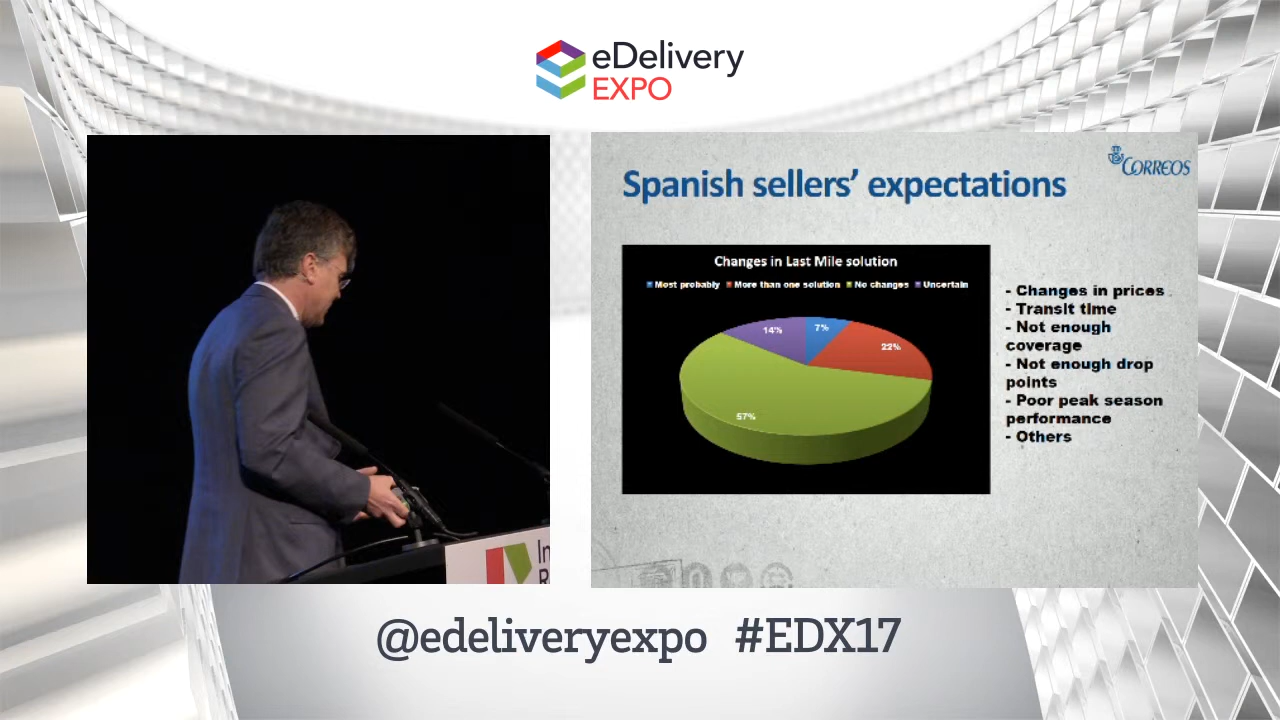 eDelivery
EXPO
CORREOS
Spanish sellers’ expectations
Changes in Last Mile solution
Most probably More than one solution No changes Uncertain
7%
14%
22%
57%
- Changes in prices
- Transit time
- Not enough
coverage
- Not enough drop
points
- Poor peak season
performance
- Others
In
R
@edeliveryexpo #EDX17